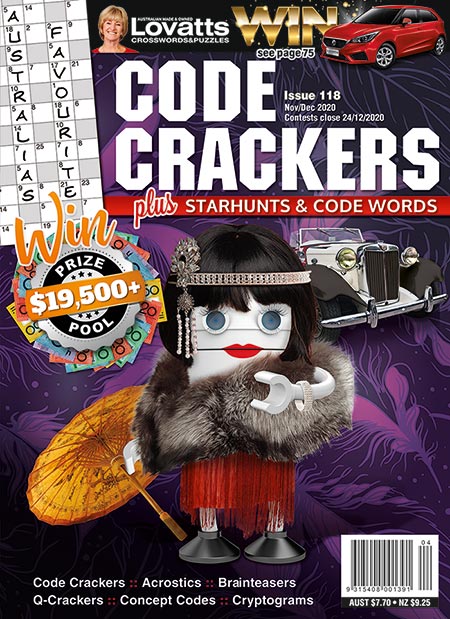 AUSTRALIAN MADE & OWNED
Lovatts
CROSSWORDS & PUZZLES
WIN
see page 75
AUSTRALIAS
FAVOURITE
CODE
CRACKERS
Issue 118
Nov/Dec 2020
Contests close 24/12/2020
plus STARHUNTS & CODE WORDS
Win
PRIZE
$19,500+
POOL
Code Crackers :: Acrostics :: Brainteasers
Q-Crackers :: Concept Codes :: Cryptograms
04
9 315408 001391
AUST $7.70 • NZ $9.25